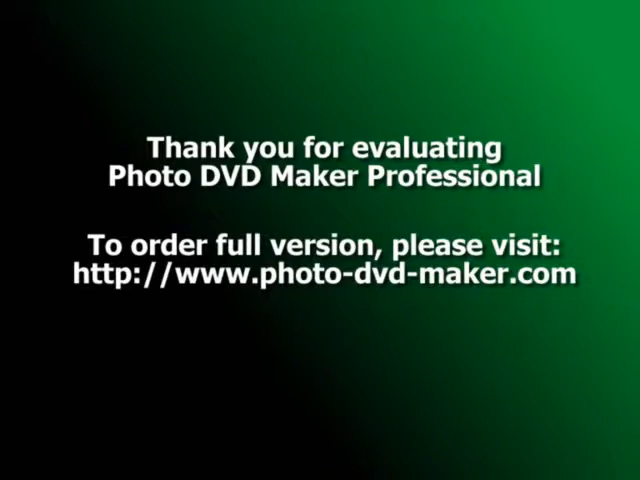 Thank you for evaluating
Photo DVD Maker Professional
To order full version, please visit:
http://www.photo-dvd-maker.com